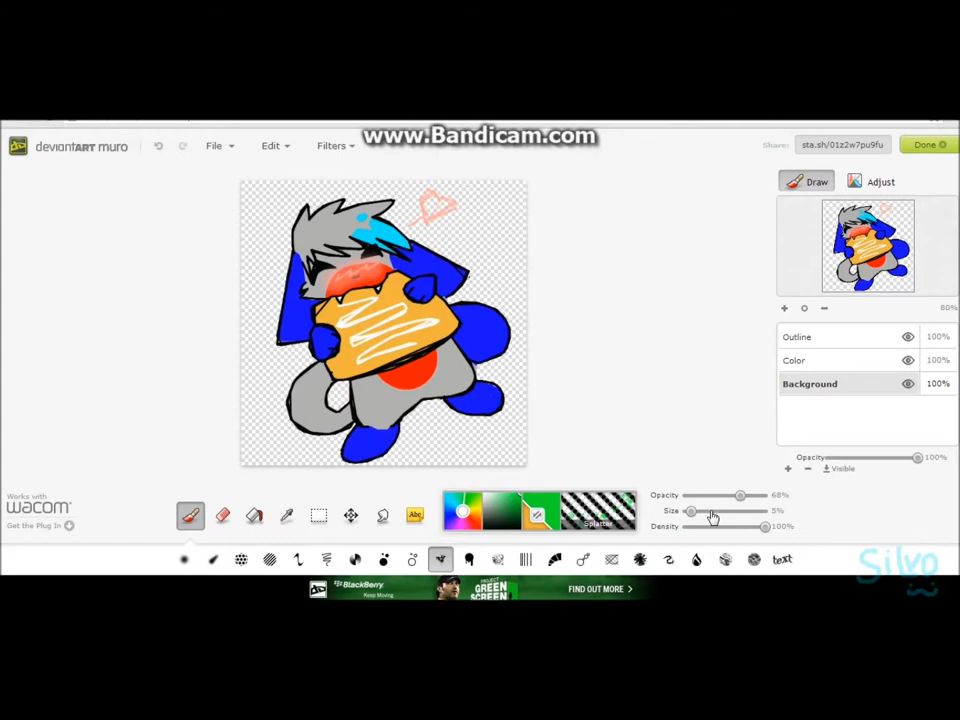 www.Bandicam.com
deviantART muro File Edit Filters Share: sta.sh/01z2w7pu9fu Done
Draw Adjust
80%
Outline 100%
Color 100%
Background 100%
Opacity 100%
Visible
Works with
wacom
Get the Plug In
Abc
Splatter
Opacity 68%
Size 5%
Density 100%
text
Silvo
BlackBerry
Keep Moving
PROJECT
GREEN
SCREEN
FIND OUT MORE